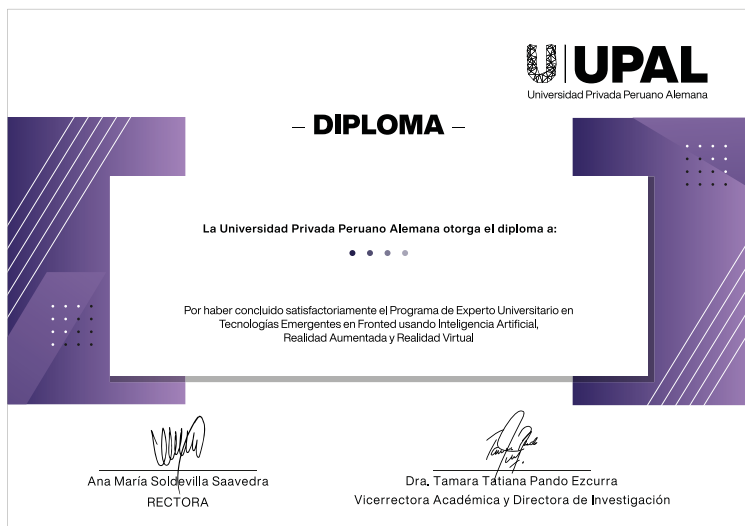 UPAL
Universidad Privada Peruano Alemana
– DIPLOMA –
La Universidad Privada Peruano Alemana otorga el diploma a:
Por haber concluido satisfactoriamente el Programa de Experto Universitario en
Tecnologías Emergentes en Fronted usando Inteligencia Artificial,
Realidad Aumentada y Realidad Virtual
Ana María Soldevilla Saavedra
RECTORA
Dra. Tamara Tatiana Pando Ezcurra
Vicerrectora Académica y Directora de Investigación